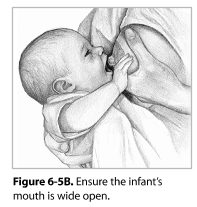 Figure 6-5B. Ensure the infant's
mouth is wide open.